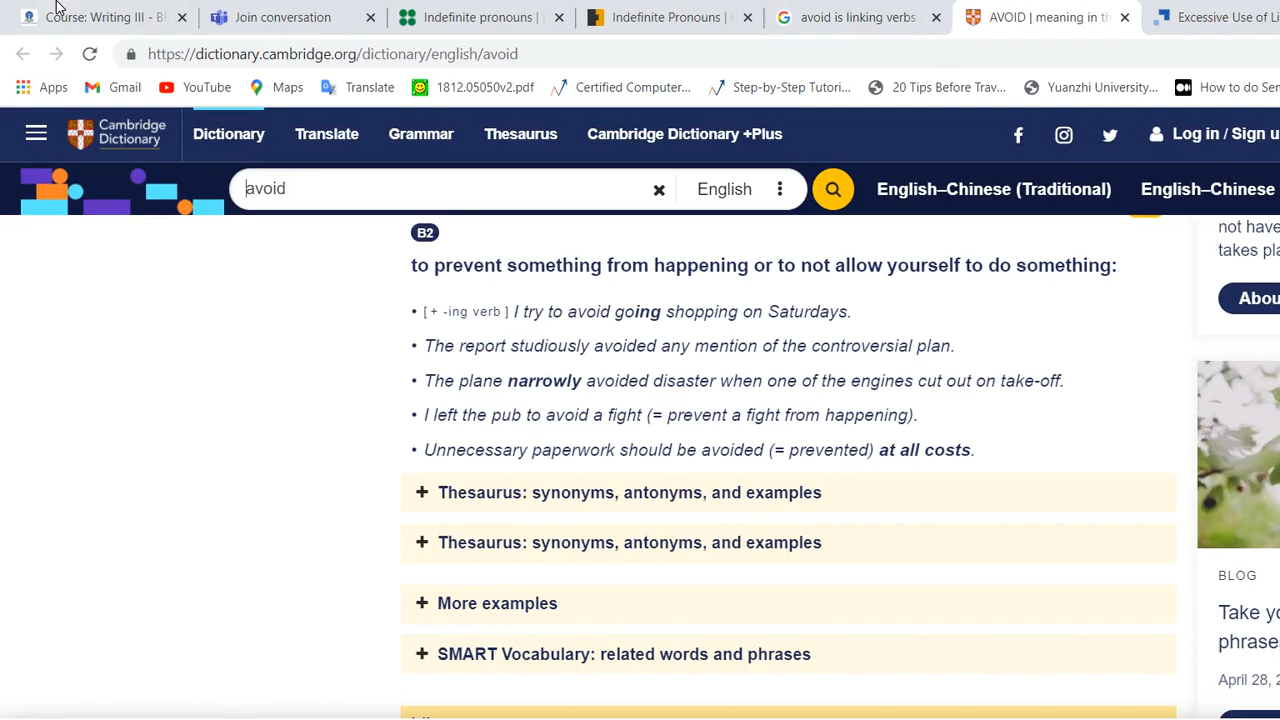 Course: Writing III - Bl
Join conversation
Indefinite pronouns
Indefinite Pronouns |
avoid is linking verbs
AVOID | meaning in th
Excessive Use of Li
https://dictionary.cambridge.org/dictionary/english/avoid
Apps
Gmail
YouTube
Maps
Translate
1812.05050v2.pdf
Certified Computer...
Step-by-Step Tutori...
20 Tips Before Trav...
Yuanzhi University...
How to do Sem
Cambridge Dictionary
Dictionary
Translate
Grammar
Thesaurus
Cambridge Dictionary +Plus
Log in / Sign u
avoid
English
English–Chinese (Traditional)
English–Chinese
B2
to prevent something from happening or to not allow yourself to do something:
• [ + -ing verb ] I try to avoid going shopping on Saturdays.
• The report studiously avoided any mention of the controversial plan.
• The plane narrowly avoided disaster when one of the engines cut out on take-off.
• I left the pub to avoid a fight (= prevent a fight from happening).
• Unnecessary paperwork should be avoided (= prevented) at all costs.
+ Thesaurus: synonyms, antonyms, and examples
+ Thesaurus: synonyms, antonyms, and examples
+ More examples
+ SMART Vocabulary: related words and phrases
not have
takes pla
Abou
BLOG
Take yo
phrases
April 28, 2